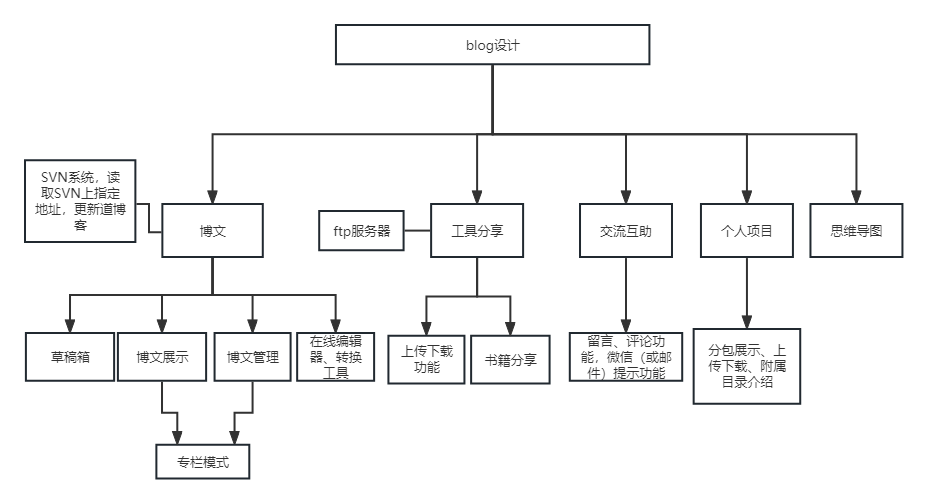 blog设计
SVN系统，读
取SVN上指定
地址，更新道博
客
博文
ftp服务器
工具分享
交流互助
个人项目
思维导图
草稿箱
博文展示
博文管理
在线编辑
器、转换
工具
上传下载
功能
书籍分享
留言、评论功
能，微信（或邮
件）提示功能
分包展示、上
传下载、附属
目录介绍
专栏模式